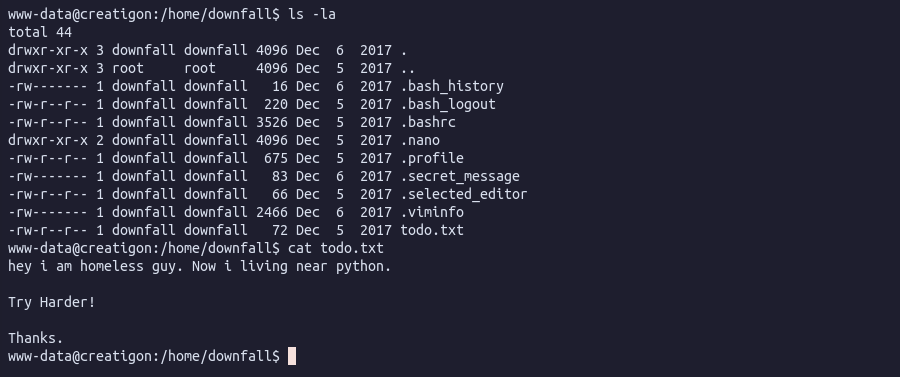 www-data@creatigon:/home/downfall$ ls -la
total 44
drwxr-xr-x 3 downfall downfall 4096 Dec  6  2017 .
drwxr-xr-x 3 root     root     4096 Dec  5  2017 ..
-rw------- 1 downfall downfall   16 Dec  6  2017 .bash_history
-rw-r--r-- 1 downfall downfall  220 Dec  5  2017 .bash_logout
-rw-r--r-- 1 downfall downfall 3526 Dec  5  2017 .bashrc
drwxr-xr-x 2 downfall downfall 4096 Dec  5  2017 .nano
-rw-r--r-- 1 downfall downfall  675 Dec  5  2017 .profile
-rw------- 1 downfall downfall   83 Dec  6  2017 .secret_message
-rw-r--r-- 1 downfall downfall   66 Dec  5  2017 .selected_editor
-rw------- 1 downfall downfall 2466 Dec  6  2017 .viminfo
-rw-r--r-- 1 downfall downfall   72 Dec  5  2017 todo.txt
www-data@creatigon:/home/downfall$ cat todo.txt
hey i am homeless guy. Now i living near python.
Try Harder!
Thanks.
www-data@creatigon:/home/downfall$